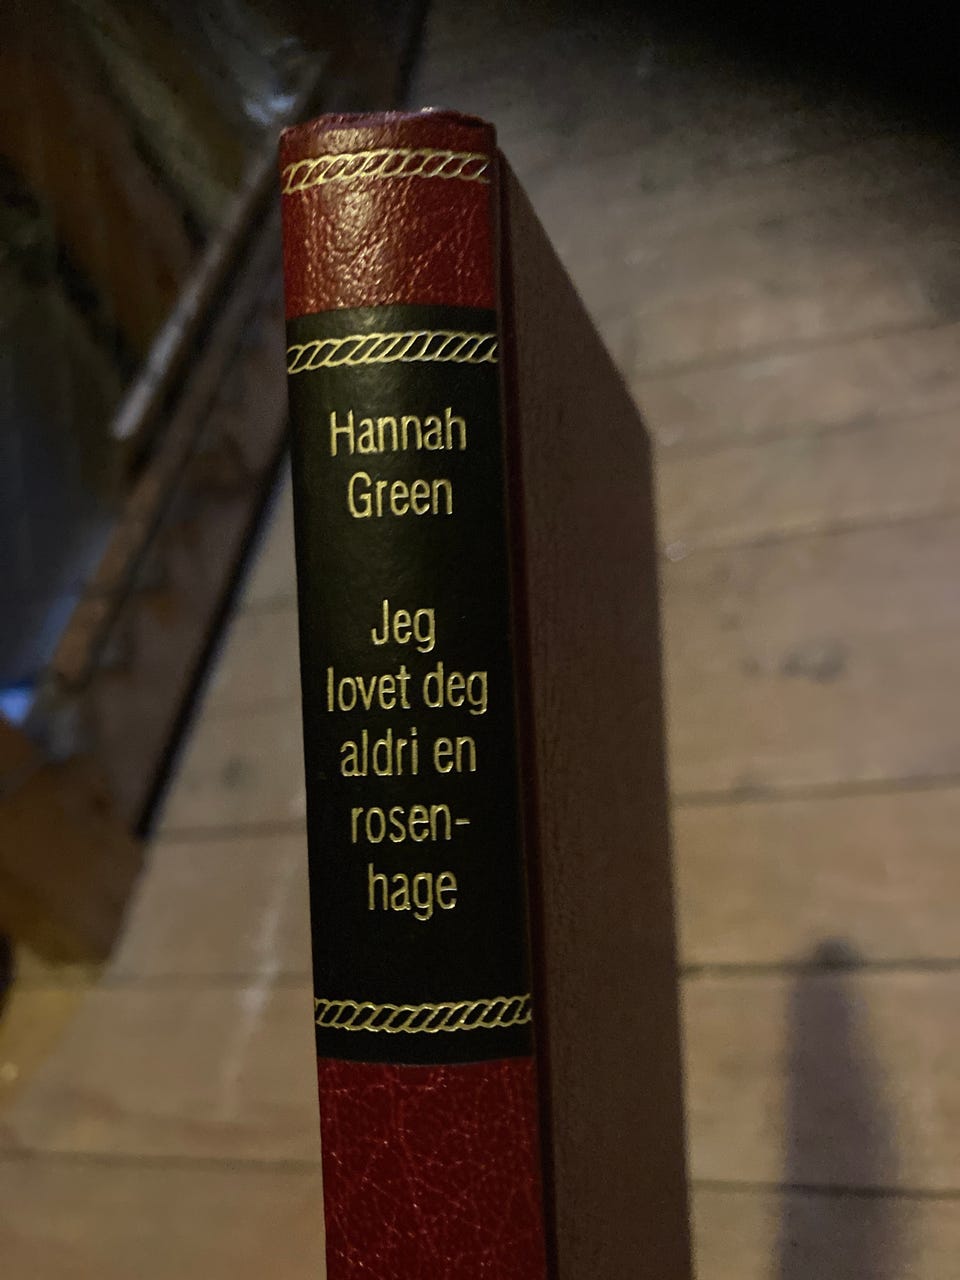 Hannah
Green
Jeg
lovet deg
aldri en
rosen-
hage